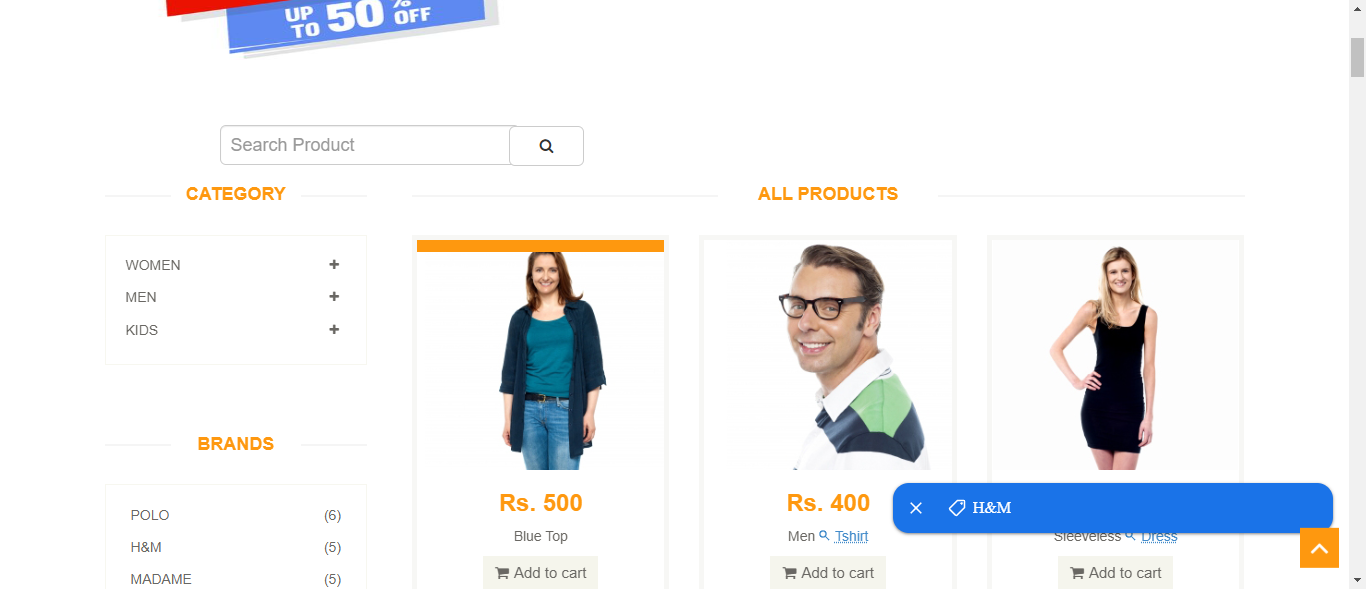 UP TO 50% OFF
Search Product
CATEGORY
WOMEN
MEN
KIDS
BRANDS
POLO (6)
H&M (5)
MADAME (5)
ALL PRODUCTS
Rs. 500
Blue Top
Add to cart
Rs. 400
Men Tshirt
Add to cart
Sleeveless Dress
Add to cart
H&M